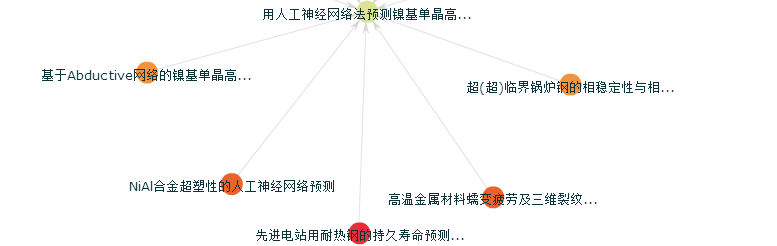 用人工神经网络法预测镍基单晶高...
基于Abductive网络的镍基单晶高...
超(超)临界锅炉钢的相稳定性与相...
NiAl合金超塑性的人工神经网络预测
高温金属材料蠕变疲劳及三维裂纹...
先进电站用耐热钢的持久寿命预测...